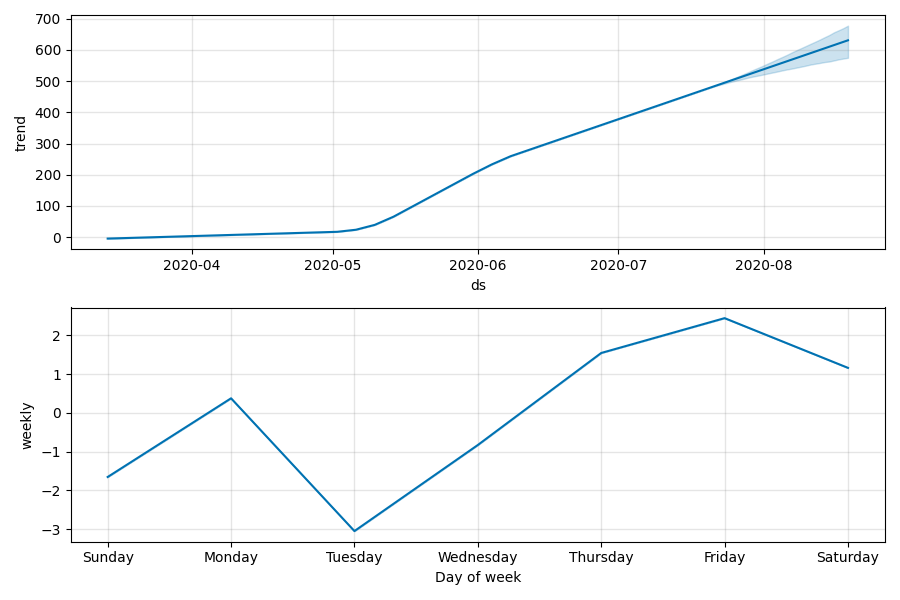 700
600
500
400
300
200
100
0
trend
2020-04 2020-05 2020-06 2020-07 2020-08
ds
2
1
0
−1
−2
−3
weekly
Sunday Monday Tuesday Wednesday Thursday Friday Saturday
Day of week